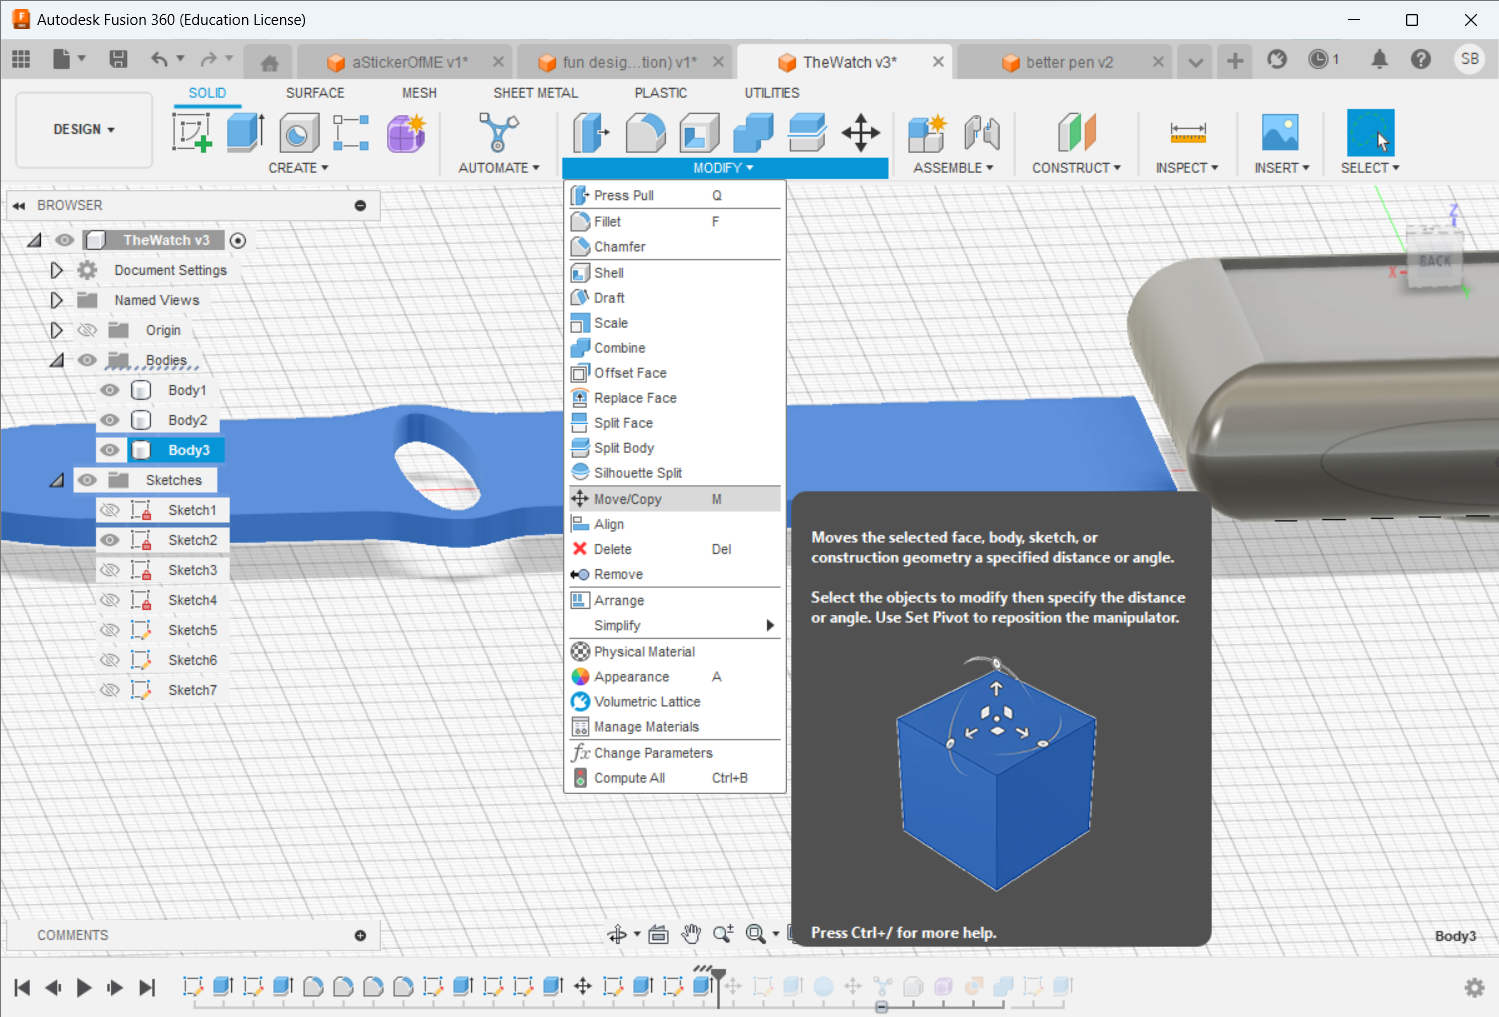 Autodesk Fusion 360 (Education License)
aStickerOfME v1*
fun desig...tion) v1*
TheWatch v3*
better pen v2
1
SB
SOLID
SURFACE
MESH
SHEET METAL
PLASTIC
UTILITIES
DESIGN
CREATE
AUTOMATE
MODIFY
ASSEMBLE
CONSTRUCT
INSPECT
INSERT
SELECT
BROWSER
TheWatch v3
Document Settings
Named Views
Origin
Bodies
Body1
Body2
Body3
Sketches
Sketch1
Sketch2
Sketch3
Sketch4
Sketch5
Sketch6
Sketch7
Press Pull Q
Fillet F
Chamfer
Shell
Draft
Scale
Combine
Offset Face
Replace Face
Split Face
Split Body
Silhouette Split
Move/Copy M
Align
Delete Del
Remove
Arrange
Simplify
Physical Material
Appearance A
Volumetric Lattice
Manage Materials
Change Parameters
Compute All Ctrl+B
Z
BACK
X
Y
Moves the selected face, body, sketch, or
construction geometry a specified distance or angle.
Select the objects to modify then specify the distance
or angle. Use Set Pivot to reposition the manipulator.
Press Ctrl+/ for more help.
COMMENTS
Body3